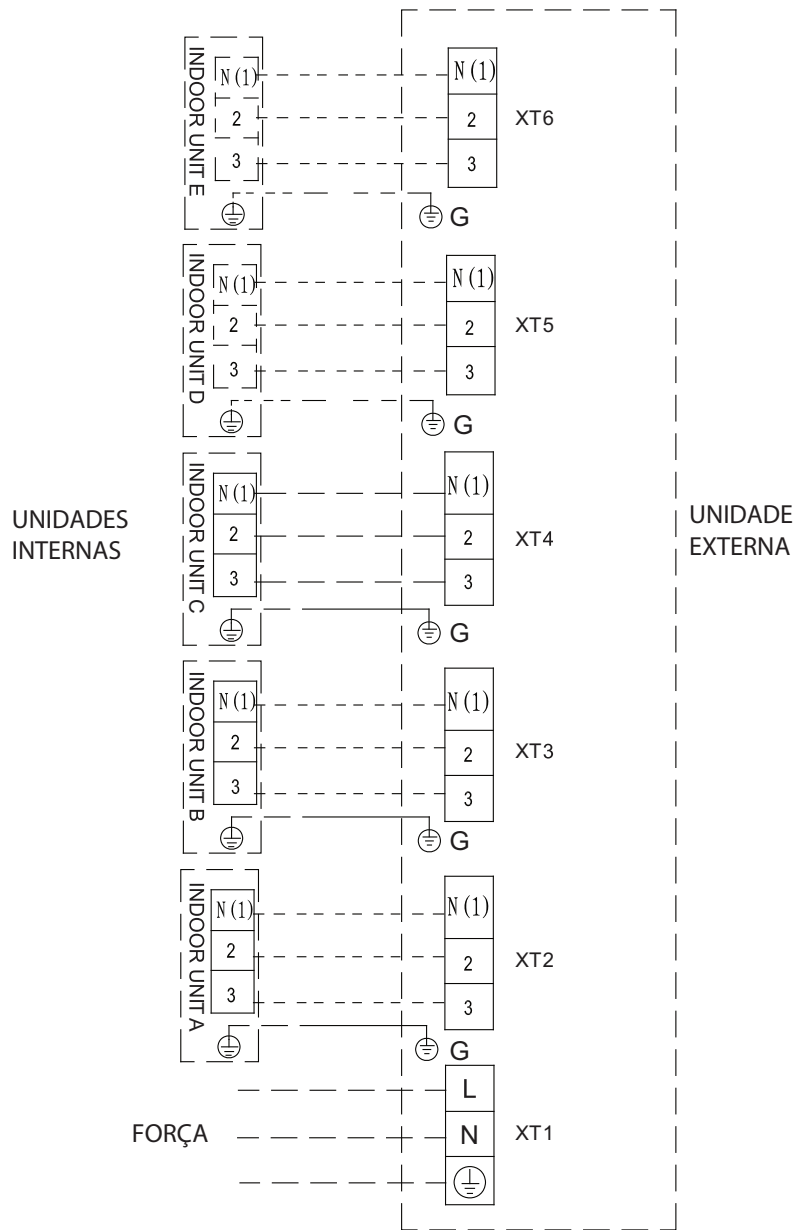 INDOOR UNIT E
N(1)
N(1)
2
2
XT6
3
3
G
INDOOR UNIT D
N(1)
N(1)
2
2
XT5
3
3
G
UNIDADES
INTERNAS
INDOOR UNIT C
N(1)
N(1)
2
2
XT4
3
3
G
UNIDADE
EXTERNA
INDOOR UNIT B
N(1)
N(1)
2
2
XT3
3
3
G
INDOOR UNIT A
N(1)
N(1)
2
2
XT2
3
3
G
L
FORÇA
N
XT1